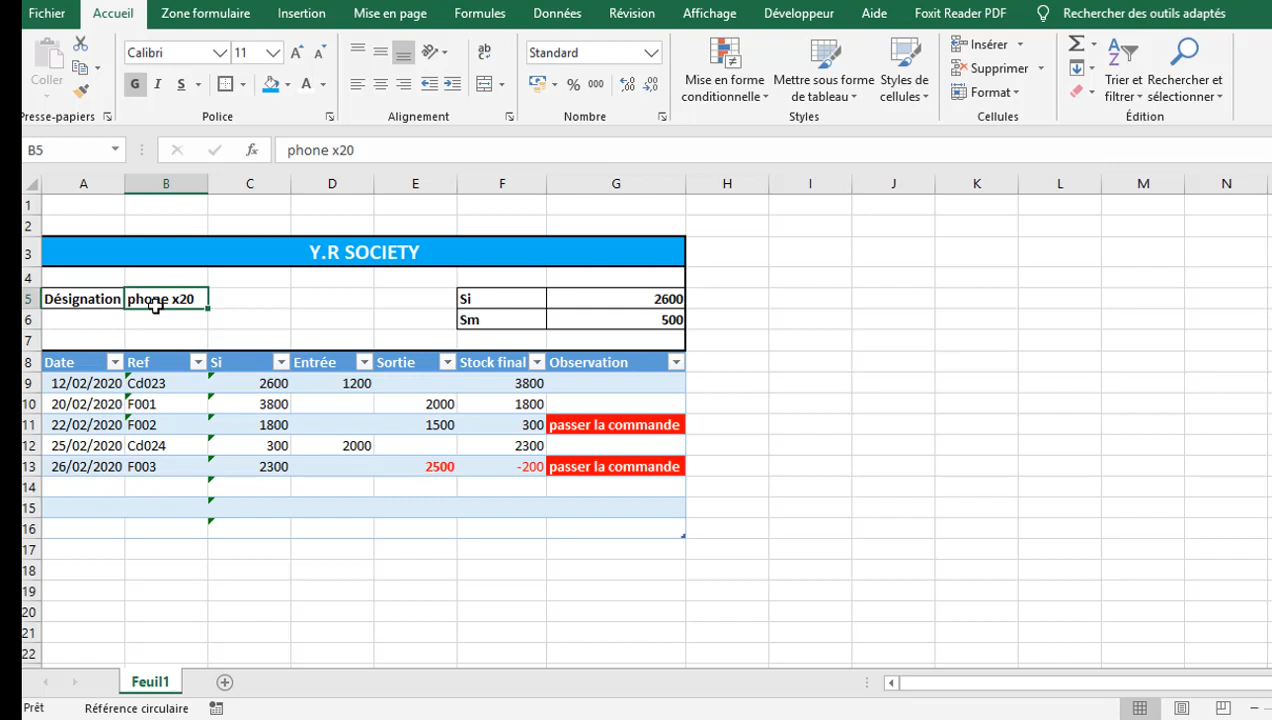 Fichier Accueil Zone formulaire Insertion Mise en page Formules Données Révision Affichage Développeur Aide Foxit Reader PDF Rechercher des outils adaptés
Coller
Calibri 11
G I S
Standard
% 000
Mise en forme conditionnelle
Mettre sous forme de tableau
Styles de cellules
Insérer
Supprimer
Format
Trier et filtrer
Rechercher et sélectionner
Presse-papiers Police Alignement Nombre Styles Cellules Édition
B5 fx phone x20
A B C D E F G H I J K L M N
1
2
3 Y.R SOCIETY
4
5 Désignation phone x20 Si 2600
6 Sm 500
7
8 Date Ref Si Entrée Sortie Stock final Observation
9 12/02/2020 Cd023 2600 1200 3800
10 20/02/2020 F001 3800 2000 1800
11 22/02/2020 F002 1800 1500 300 passer la commande
12 25/02/2020 Cd024 300 2000 2300
13 26/02/2020 F003 2300 2500 -200 passer la commande
14
15
16
17
18
19
20
21
22
Feuil1
Prêt Référence circulaire